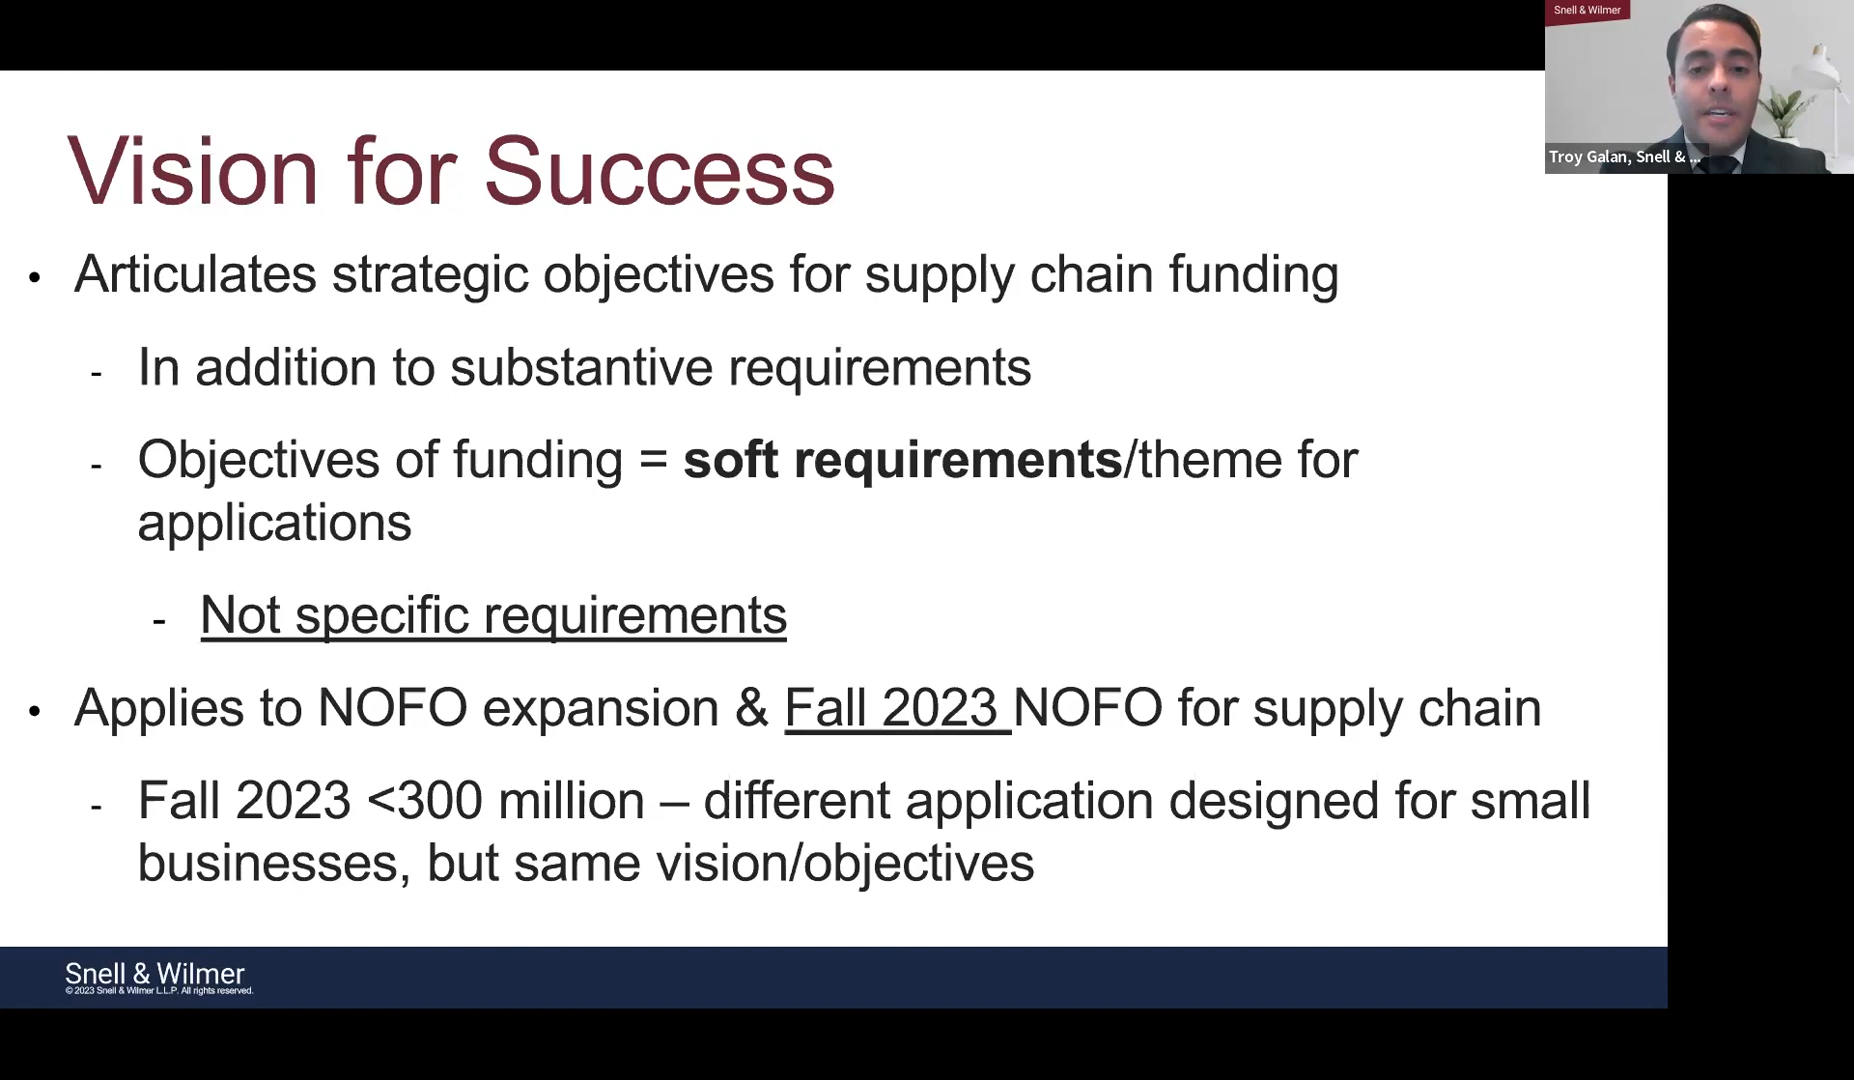 Snell & Wilmer
Troy Galan, Snell & ...
Vision for Success
• Articulates strategic objectives for supply chain funding
- In addition to substantive requirements
- Objectives of funding = soft requirements/theme for
applications
- Not specific requirements
• Applies to NOFO expansion & Fall 2023 NOFO for supply chain
- Fall 2023 <300 million – different application designed for small
businesses, but same vision/objectives
Snell & Wilmer
© 2023 Snell & Wilmer L.L.P. All rights reserved.